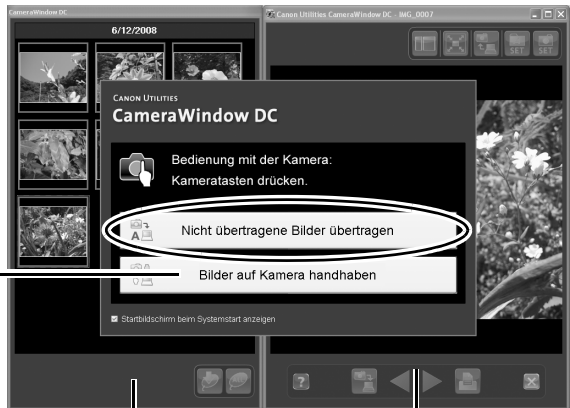 CameraWindow DC
Canon Utilities CameraWindow DC - IMG_0007
6/12/2008
SET
SET
CANON UTILITIES
CameraWindow DC
Bedienung mit der Kamera:
Kameratasten drücken.
A
Nicht übertragene Bilder übertragen
Bilder auf Kamera handhaben
Startbildschirm beim Systemstart anzeigen
?